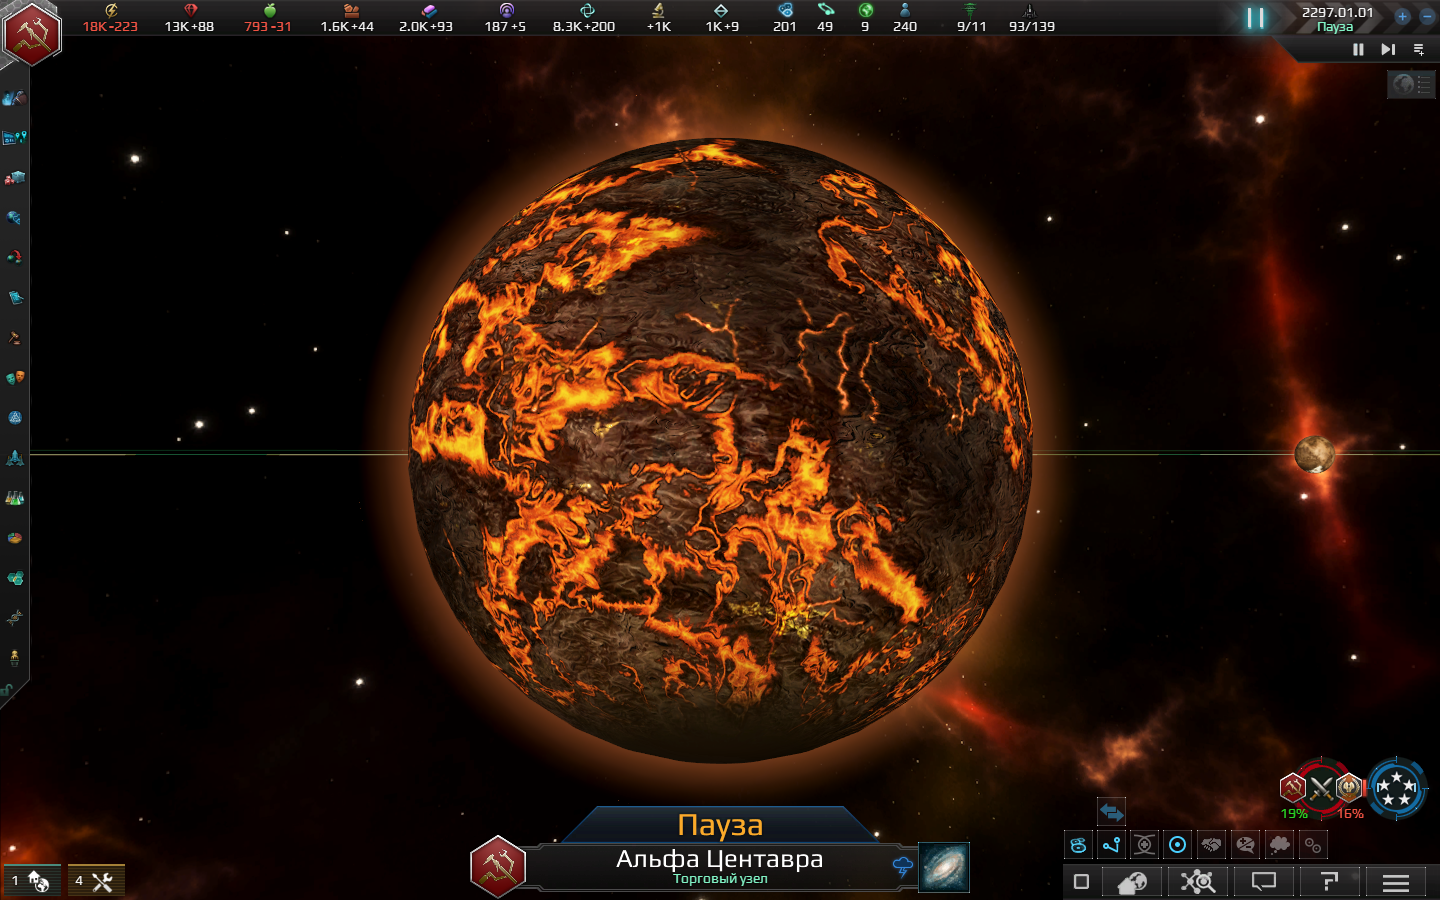 18K-223 13K+88 793-31 1.6K+44 2.0K+93 187+5 8.3K+200 +1K 1K+9 201 49 9 240 9/11 93/139
2297.01.01
Пауза
19% 16%
Пауза
Альфа Центавра
Торговый узел
1 4